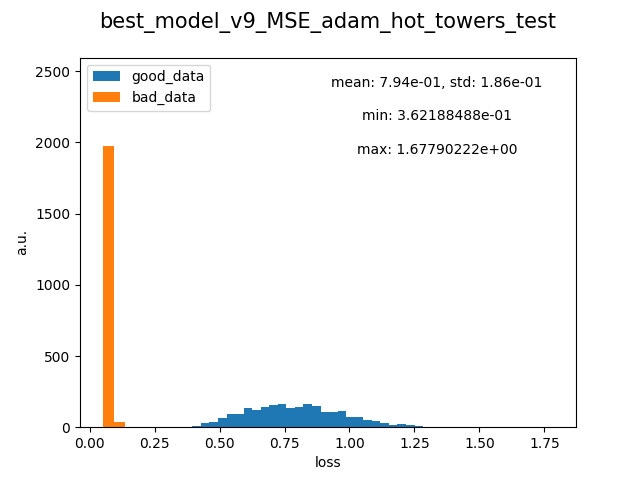 best_model_v9_MSE_adam_hot_towers_test
good_data
bad_data
mean: 7.94e-01, std: 1.86e-01
min: 3.62188488e-01
max: 1.67790222e+00
2500
2000
1500
1000
500
0
a.u.
0.00 0.25 0.50 0.75 1.00 1.25 1.50 1.75
loss